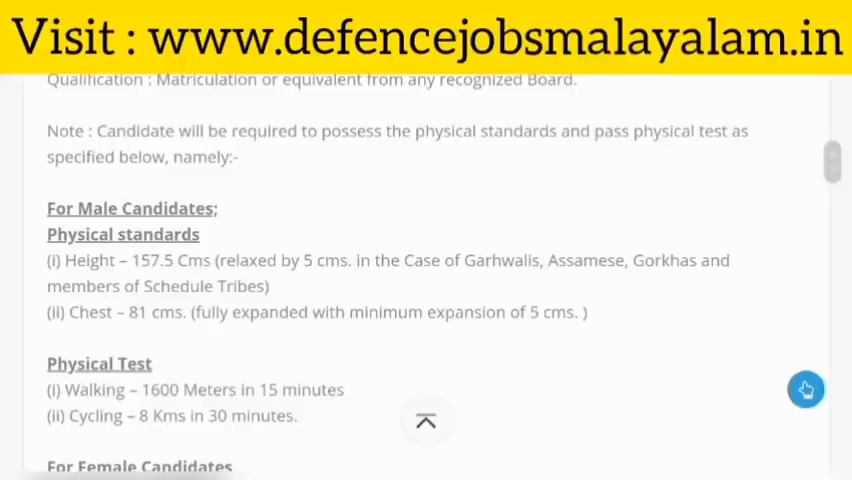 Visit : www.defencejobsmalayalam.in
Qualification : Matriculation or equivalent from any recognized Board.
Note : Candidate will be required to possess the physical standards and pass physical test as
specified below, namely:-
For Male Candidates;
Physical standards
(i) Height – 157.5 Cms (relaxed by 5 cms. in the Case of Garhwalis, Assamese, Gorkhas and
members of Schedule Tribes)
(ii) Chest – 81 cms. (fully expanded with minimum expansion of 5 cms. )
Physical Test
(i) Walking – 1600 Meters in 15 minutes
(ii) Cycling – 8 Kms in 30 minutes.
For Female Candidates